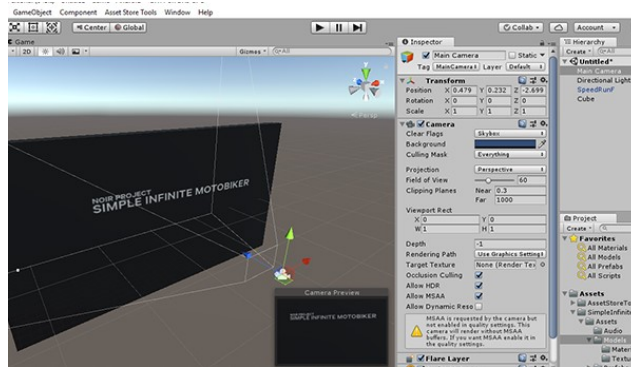 GameObject Component Asset Store Tools Window Help
Center Global Collab Account
Game
2D Gizmos All
Persp
NOIR PROJECT
SIMPLE INFINITE MOTOBIKER
Camera Preview
SIMPLE INFINITE MOTOBIKER
Inspector
Main Camera Static
Tag MainCamera Layer Default
Transform
Position X 0.479 Y 0.232 Z -2.699
Rotation X 0 Y 0 Z 0
Scale X 1 Y 1 Z 1
Camera
Clear Flags Skybox
Background
Culling Mask Everything
Projection Perspective
Field of View 60
Clipping Planes Near 0.3
Far 1000
Viewport Rect
X 0 Y 0
W 1 H 1
Depth -1
Rendering Path Use Graphics Settings
Target Texture None (Render Tex
Occlusion Culling
Allow HDR
Allow MSAA
Allow Dynamic Reso
MSAA is requested by the camera but
not enabled in quality settings. This
camera will render without MSAA
buffers. If you want MSAA enable it in
the quality settings.
Flare Layer
Hierarchy
Create All
Untitled*
Main Camera
Directional Light
SpeedRunF
Cube
Project
Create
Favorites
All Materials
All Models
All Prefabs
All Scripts
Assets
AssetStoreTo
SimpleInfinite
Assets
Audio
Models
Mater
Textu